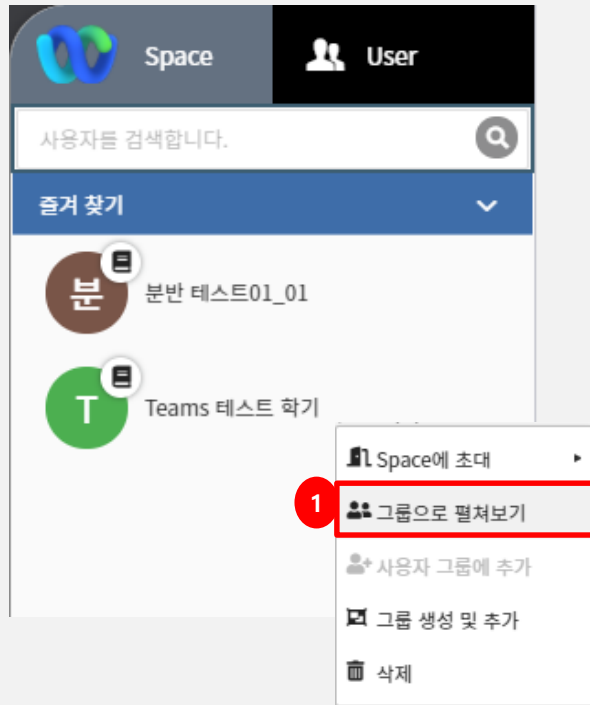 Space
User
사용자를 검색합니다.
즐겨 찾기
분
분반 테스트01_01
T
Teams 테스트 학기
Space에 초대
1
그룹으로 펼쳐보기
사용자 그룹에 추가
그룹 생성 및 추가
삭제